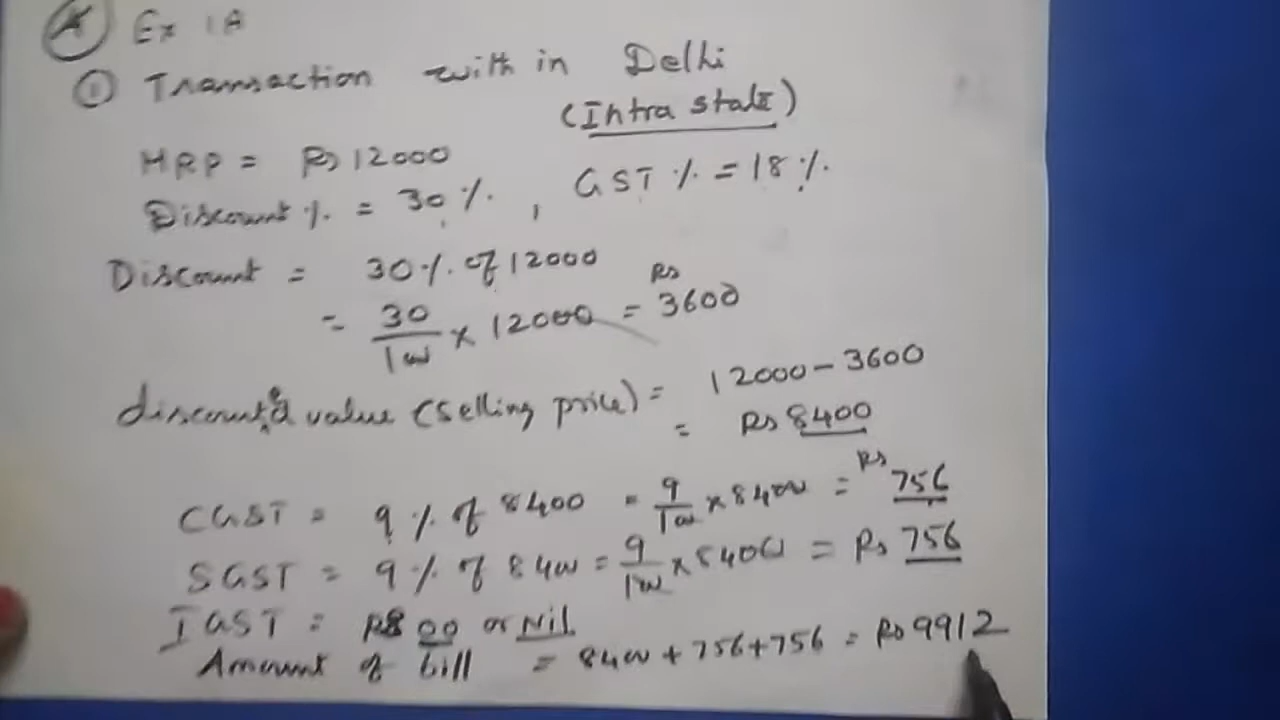 Ex 1A
① Transaction with in Delhi
(Intra state)
MRP = Rs 12000
Discount % = 30 %. , GST % = 18 %.
Discount = 30 %. of 12000
= 30/100 × 12000 = Rs 3600
discounted value (selling price) = 12000 - 3600
= Rs 8400
CGST = 9 % of 8400 = 9/100 × 8400 = Rs 756
SGST = 9 % of 8400 = 9/100 × 8400 = Rs 756
IGST = Rs 00 or Nil
Amount of bill = 8400 + 756 + 756 = Rs 9912